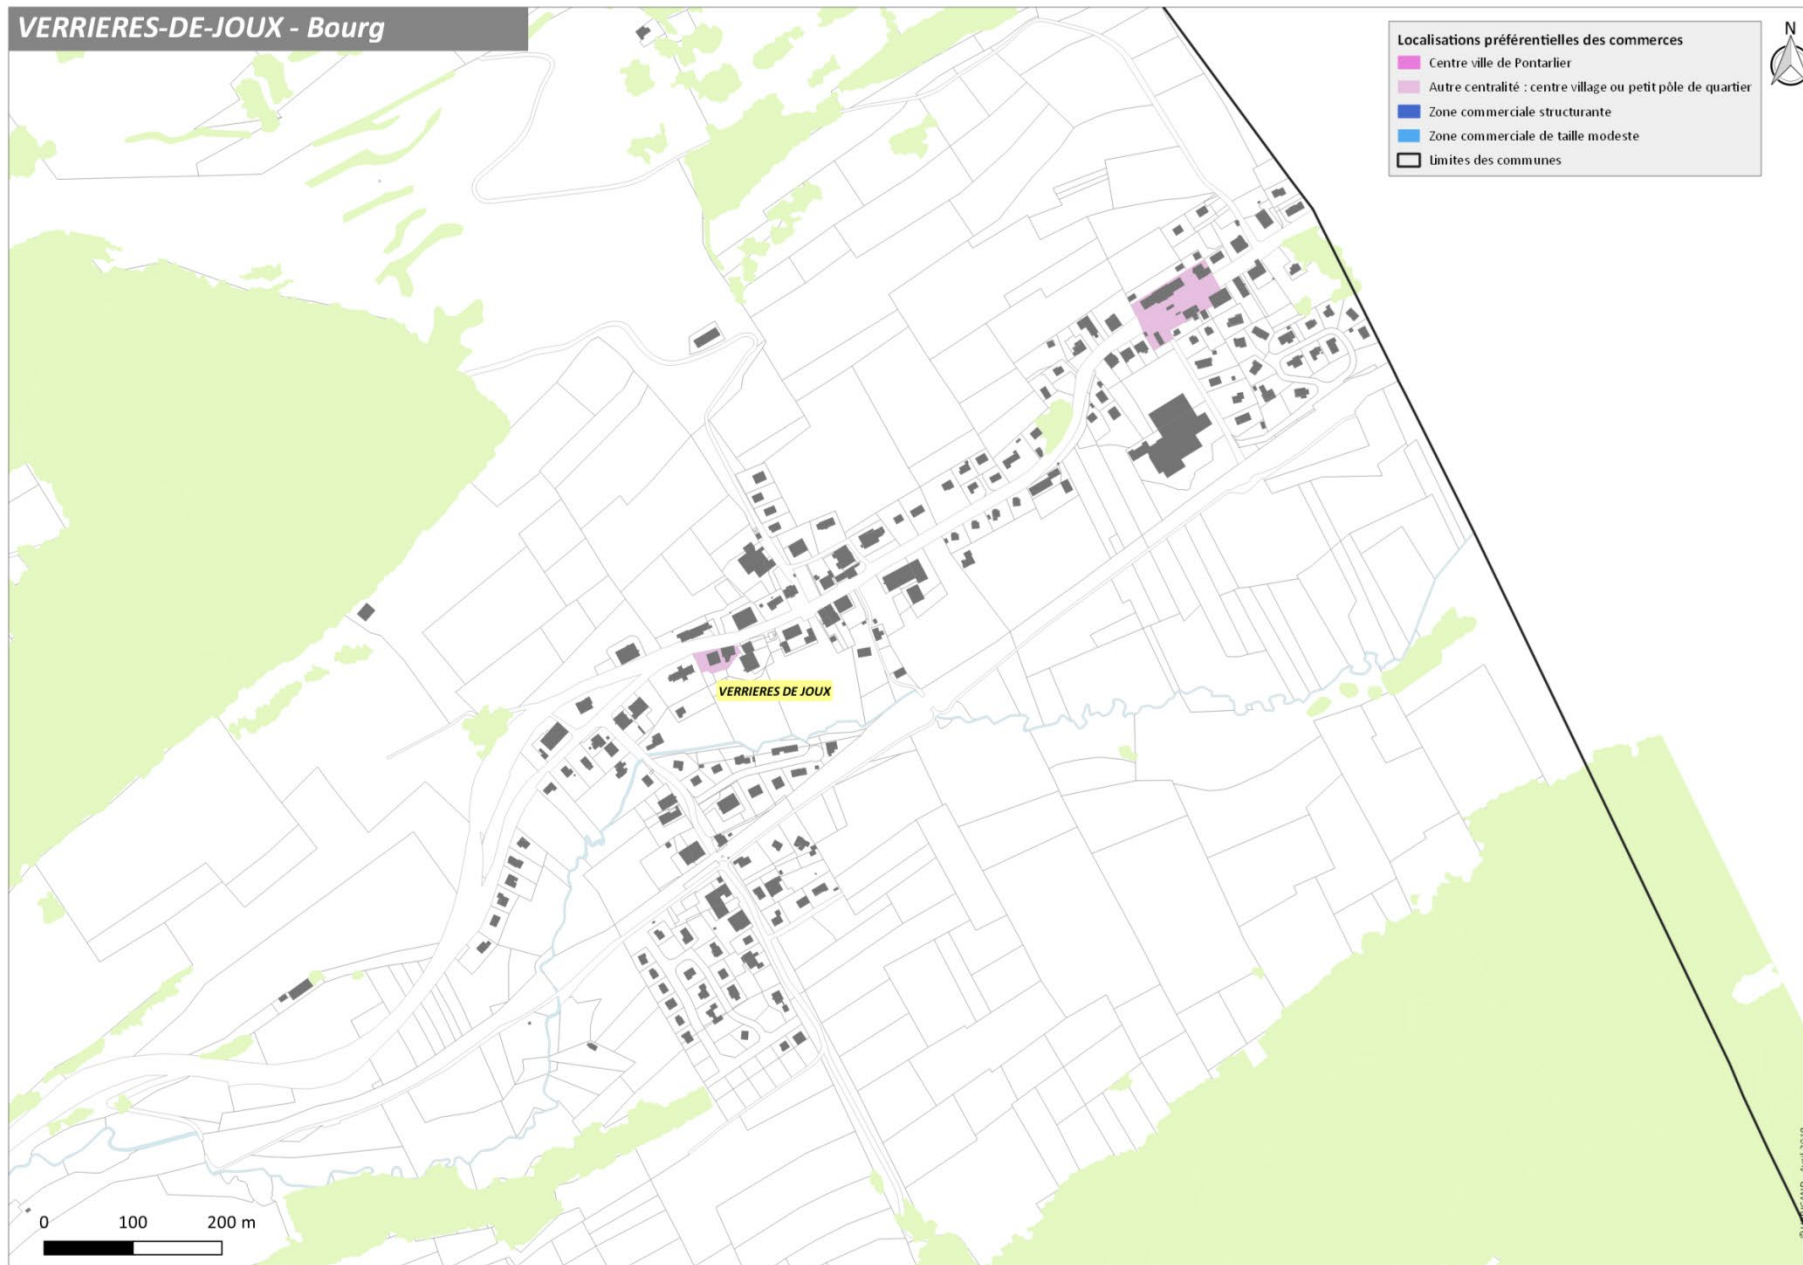 VERRIERES-DE-JOUX - Bourg
Localisations préférentielles des commerces
Centre ville de Pontarlier
Autre centralité : centre village ou petit pôle de quartier
Zone commerciale structurante
Zone commerciale de taille modeste
Limites des communes
N
VERRIERES DE JOUX
0 100 200 m